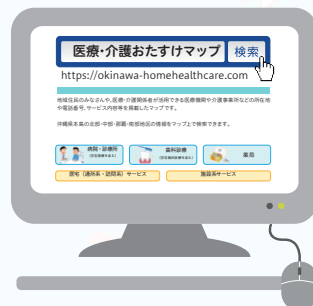 医療・介護おたすけマップ 検索
https://okinawa-homehealthcare.com
地域住民のみなさんや、医療・介護関係者が活用できる医療機関や介護事業所などの所在地
や電話番号、サービス内容等を掲載したマップです。
沖縄県本島の北部・中部・那覇・南部地区の情報をマップ上で検索できます。
病院・診療所 歯科診療 薬局
(在宅医療を含む)
居宅（通所系・訪問系）サービス 施設系サービス